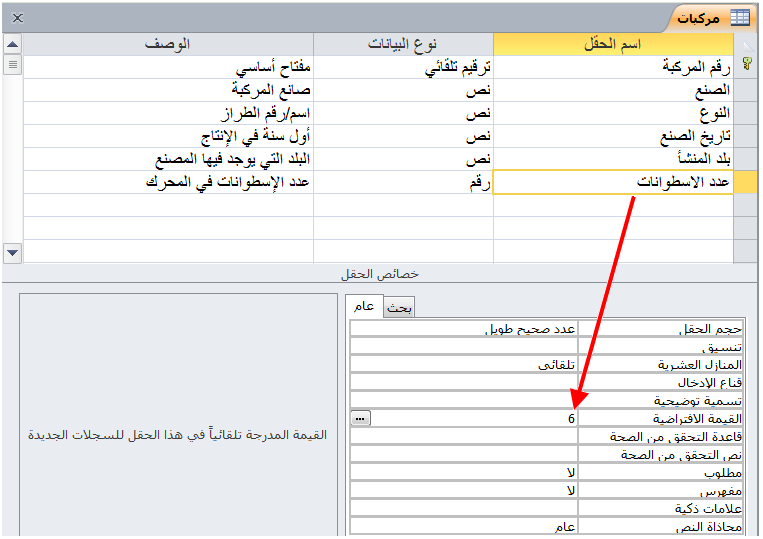 مركبات
اسم الحقل نوع البيانات الوصف
رقم المركبة ترقيم تلقائي مفتاح أساسي
الصنع نص صانع المركبة
النوع نص اسم/رقم الطراز
تاريخ الصنع نص أول سنة في الإنتاج
بلد المنشأ نص البلد التي يوجد فيها المصنع
عدد الاسطوانات رقم عدد الإسطوانات في المحرك
خصائص الحقل
بحث عام
حجم الحقل عدد صحيح طويل
تنسيق
المنازل العشرية تلقائي
قناع الإدخال
تسمية توضيحية
القيمة الافتراضية 6
قاعدة التحقق من الصحة
نص التحقق من الصحة
مطلوب لا
مفهرس لا
علامات ذكية
محاذاة النص عام
القيمة المدرجة تلقائياً في هذا الحقل للسجلات الجديدة